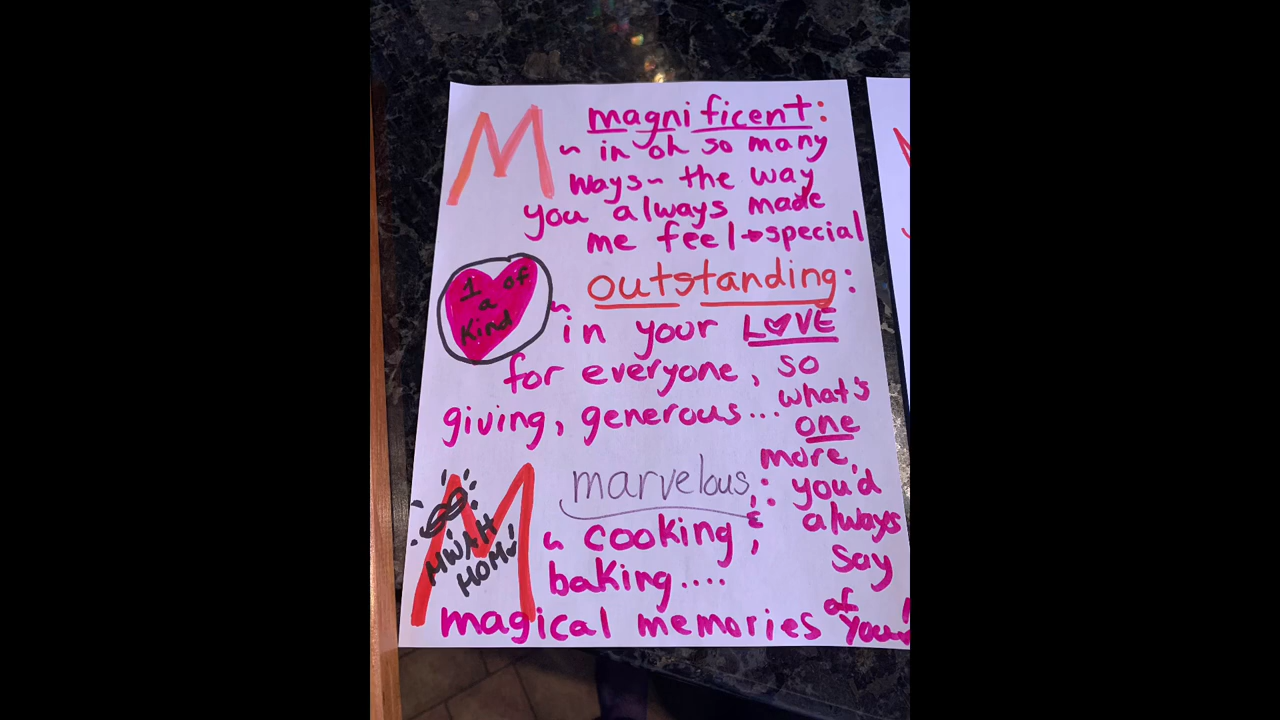 M magnificent:
~ in oh so many
ways~ the way
you always made
me feel→special
1 of
a
Kind
outstanding:
~ in your LOVE
for everyone, so
giving, generous... what's
one
more,
you'd
always
say
M marvelous:
MWAH
MOM
~ cooking &
baking....
magical memories of
you!